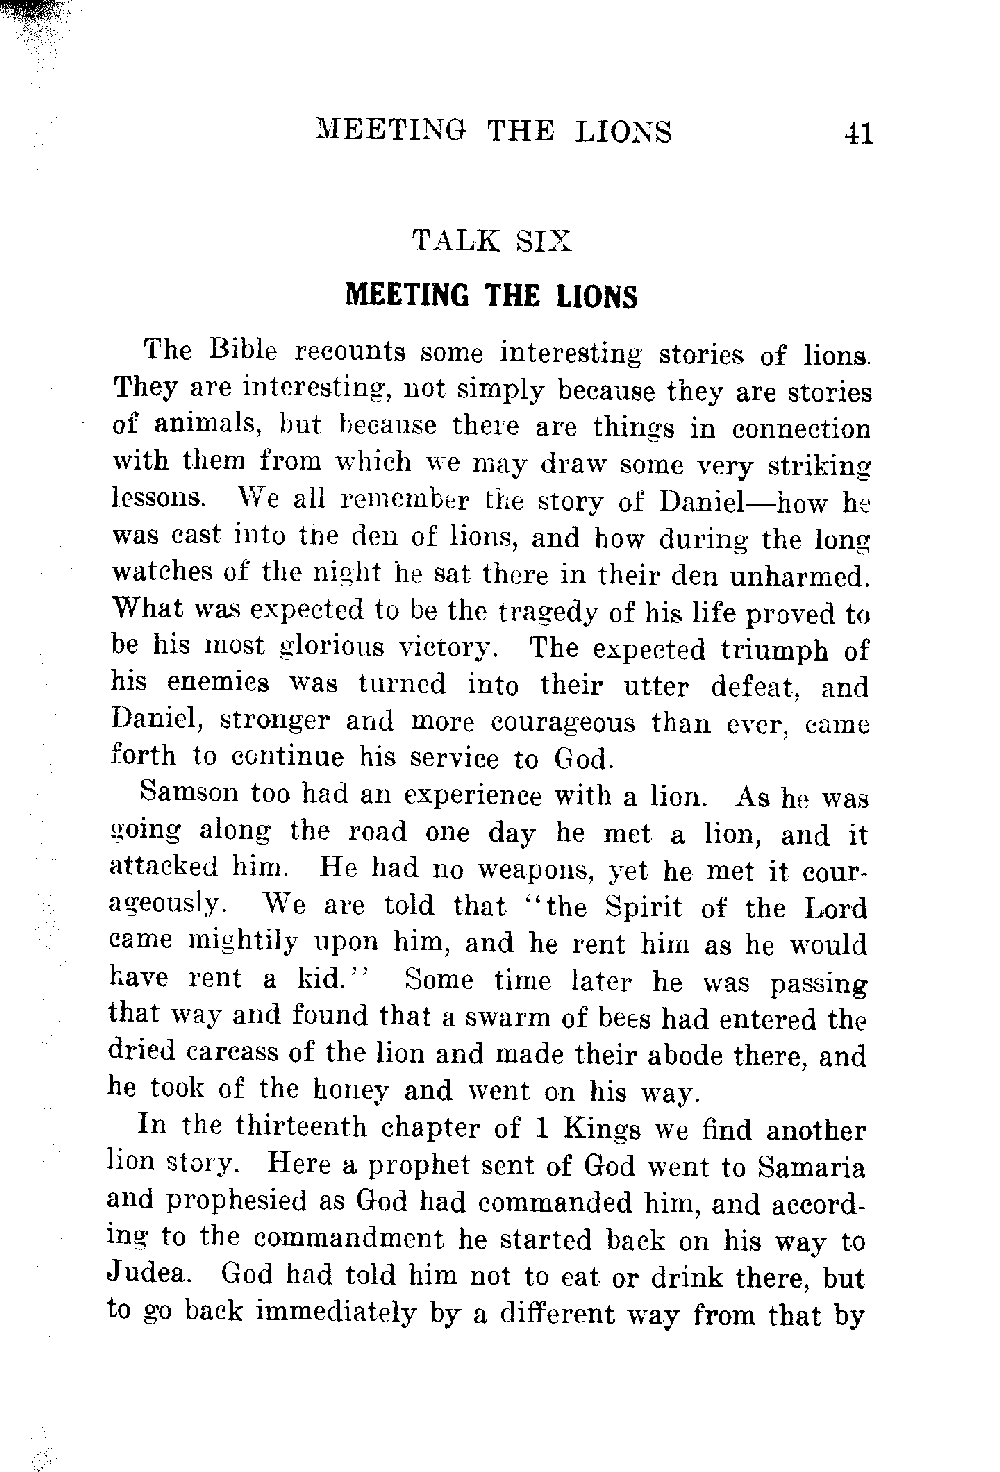 MEETING THE LIONS 41
TALK SIX
MEETING THE LIONS
The Bible recounts some interesting stories of lions.
They are interesting, not simply because they are stories
of animals, but because there are things in connection
with them from which we may draw some very striking
lessons. We all remember the story of Daniel—how he
was cast into the den of lions, and how during the long
watches of the night he sat there in their den unharmed.
What was expected to be the tragedy of his life proved to
be his most glorious victory. The expected triumph of
his enemies was turned into their utter defeat, and
Daniel, stronger and more courageous than ever, came
forth to continue his service to God.
Samson too had an experience with a lion. As he was
going along the road one day he met a lion, and it
attacked him. He had no weapons, yet he met it cour-
ageously. We are told that "the Spirit of the Lord
came mightily upon him, and he rent him as he would
have rent a kid." Some time later he was passing
that way and found that a swarm of bees had entered the
dried carcass of the lion and made their abode there, and
he took of the honey and went on his way.
In the thirteenth chapter of 1 Kings we find another
lion story. Here a prophet sent of God went to Samaria
and prophesied as God had commanded him, and accord-
ing to the commandment he started back on his way to
Judea. God had told him not to eat or drink there, but
to go back immediately by a different way from that by